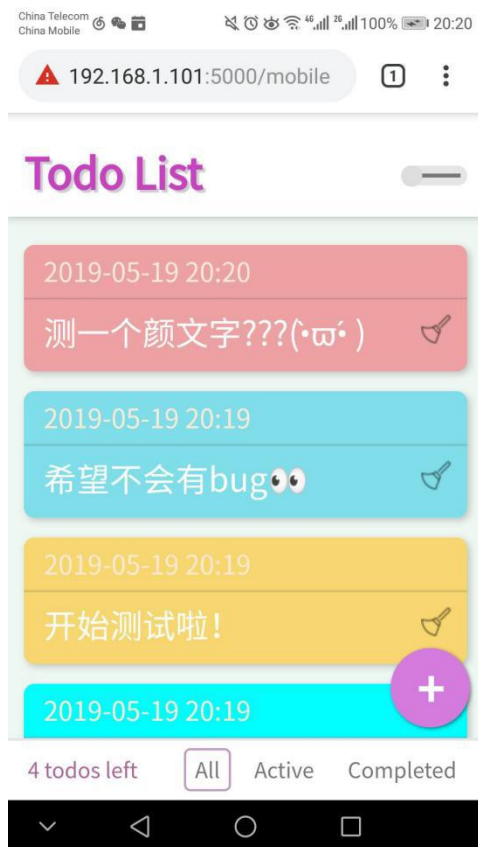 China Telecom
China Mobile
46 26 100% 20:20
192.168.1.101:5000/mobile 1
Todo List
2019-05-19 20:20
测一个颜文字???(•̀ϖ•́ )
2019-05-19 20:19
希望不会有bug👀
2019-05-19 20:19
开始测试啦！
+
2019-05-19 20:19
4 todos left All Active Completed